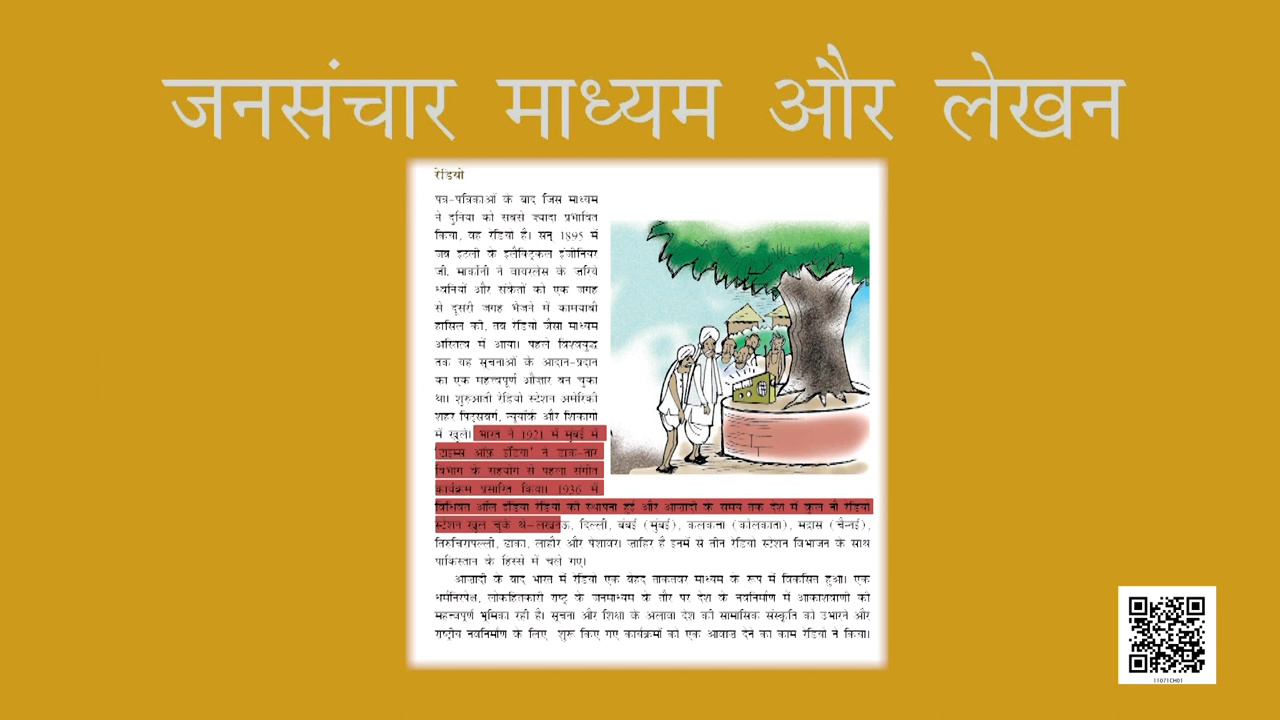 जनसंचार माध्यम और लेखन
रेडियो
पत्र-पत्रिकाओं के बाद जिस माध्यम
ने दुनिया को सबसे ज्यादा प्रभावित
किया, वह रेडियो है। सन् 1895 में
जब इटली के इलैक्ट्रिकल इंजीनियर
जी. मार्कोनी ने वायरलेस के ज़रिये
ध्वनियों और संकेतों को एक जगह
से दूसरी जगह भेजने में कामयाबी
हासिल की, तब रेडियो जैसा माध्यम
अस्तित्व में आया। पहले विश्वयुद्ध
तक यह सूचनाओं के आदान-प्रदान
का एक महत्त्वपूर्ण औज़ार बन चुका
था। शुरुआती रेडियो स्टेशन अमेरिकी
शहर पिट्सबर्ग, न्यूयॉर्क और शिकागो
में खुले। भारत ने 1921 में मुंबई में
'टाइम्स ऑफ़ इंडिया' ने डाक-तार
विभाग के सहयोग से पहला संगीत
कार्यक्रम प्रसारित किया। 1936 में
विधिवत ऑल इंडिया रेडियो की स्थापना हुई और आज़ादी के समय तक देश में कुल नौ रेडियो
स्टेशन खुल चुके थे–लखनऊ, दिल्ली, बंबई (मुंबई), कलकत्ता (कोलकाता), मद्रास (चैन्नई),
तिरुचिरापल्ली, ढाका, लाहौर और पेशावर। ज़ाहिर है इनमें से तीन रेडियो स्टेशन विभाजन के साथ
पाकिस्तान के हिस्से में चले गए।
आज़ादी के बाद भारत में रेडियो एक बेहद ताकतवर माध्यम के रूप में विकसित हुआ। एक
धर्मनिरपेक्ष, लोकहितकारी राष्ट्र के जनमाध्यम के तौर पर देश के नवनिर्माण में आकाशवाणी की
महत्त्वपूर्ण भूमिका रही है। सूचना और शिक्षा के अलावा देश की सामासिक संस्कृति को उभारने और
राष्ट्रीय नवनिर्माण के लिए शुरू किए गए कार्यक्रमों को एक आवाज़ देने का काम रेडियो ने किया।
11071CH01